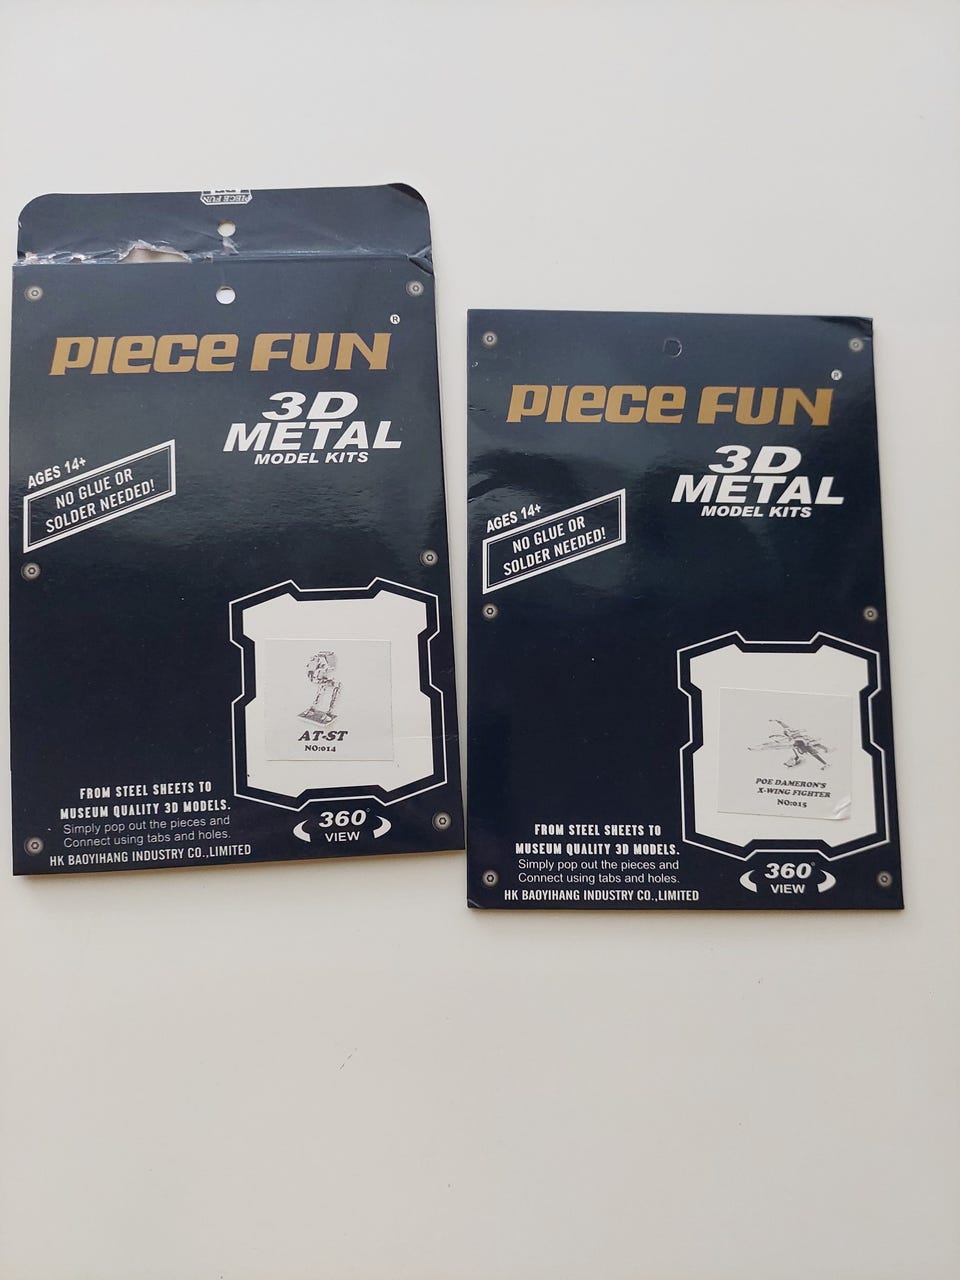 PIECE FUN
PIECE FUN®
3D
METAL
MODEL KITS
AGES 14+
NO GLUE OR
SOLDER NEEDED!
AT-ST
NO:014
FROM STEEL SHEETS TO
MUSEUM QUALITY 3D MODELS.
Simply pop out the pieces and
Connect using tabs and holes.
HK BAOYIHANG INDUSTRY CO.,LIMITED
360°
VIEW
PIECE FUN®
3D
METAL
MODEL KITS
AGES 14+
NO GLUE OR
SOLDER NEEDED!
POE DAMERON'S
X-WING FIGHTER
NO:015
FROM STEEL SHEETS TO
MUSEUM QUALITY 3D MODELS.
Simply pop out the pieces and
Connect using tabs and holes.
HK BAOYIHANG INDUSTRY CO.,LIMITED
360°
VIEW